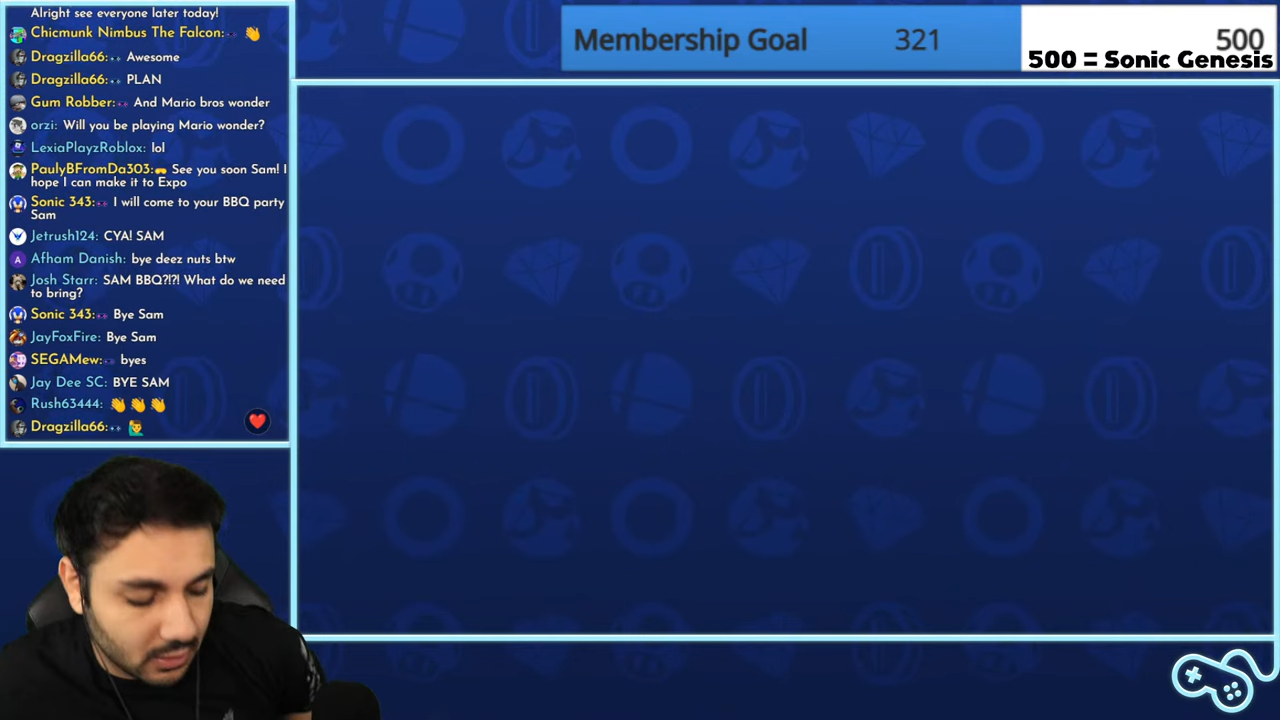 Alright see everyone later today!
Chicmunk Nimbus The Falcon: 👋
Dragzilla66: Awesome
Dragzilla66: PLAN
Gum Robber: And Mario bros wonder
orzi: Will you be playing Mario wonder?
LexiaPlayzRoblox: lol
PaulyBFromDa303: See you soon Sam! I
hope I can make it to Expo
Sonic 343: I will come to your BBQ party
Sam
Jetrush124: CYA! SAM
A Afham Danish: bye deez nuts btw
Josh Starr: SAM BBQ?!?! What do we need
to bring?
Sonic 343: Bye Sam
JayFoxFire: Bye Sam
SEGAMew: byes
Jay Dee SC: BYE SAM
Rush63444: 👋 👋 👋
Dragzilla66: 🙋‍♂️
Membership Goal 321 500
500 = Sonic Genesis